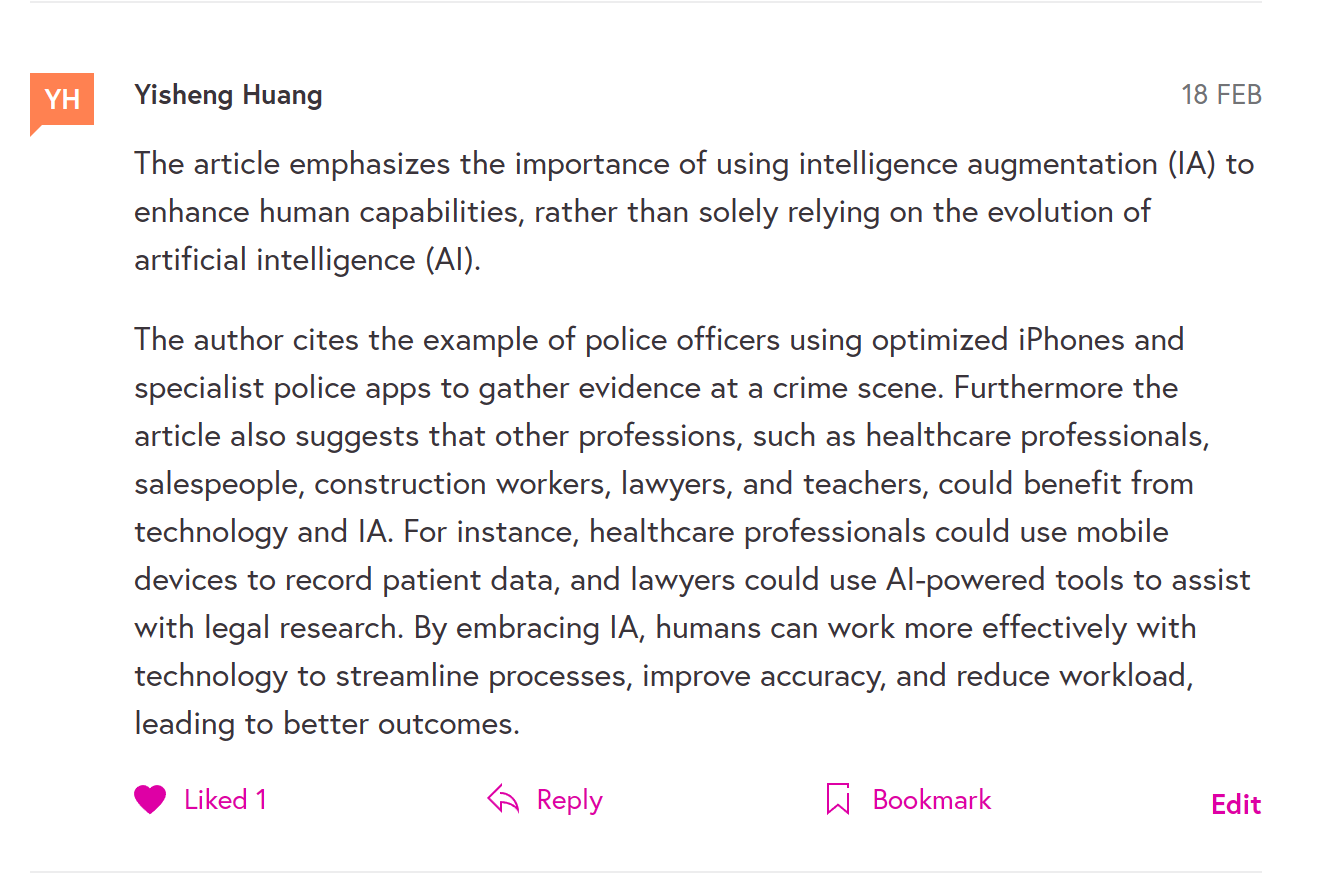 YH
Yisheng Huang
18 FEB
The article emphasizes the importance of using intelligence augmentation (IA) to
enhance human capabilities, rather than solely relying on the evolution of
artificial intelligence (AI).
The author cites the example of police officers using optimized iPhones and
specialist police apps to gather evidence at a crime scene. Furthermore the
article also suggests that other professions, such as healthcare professionals,
salespeople, construction workers, lawyers, and teachers, could benefit from
technology and IA. For instance, healthcare professionals could use mobile
devices to record patient data, and lawyers could use AI-powered tools to assist
with legal research. By embracing IA, humans can work more effectively with
technology to streamline processes, improve accuracy, and reduce workload,
leading to better outcomes.
Liked 1
Reply
Bookmark
Edit